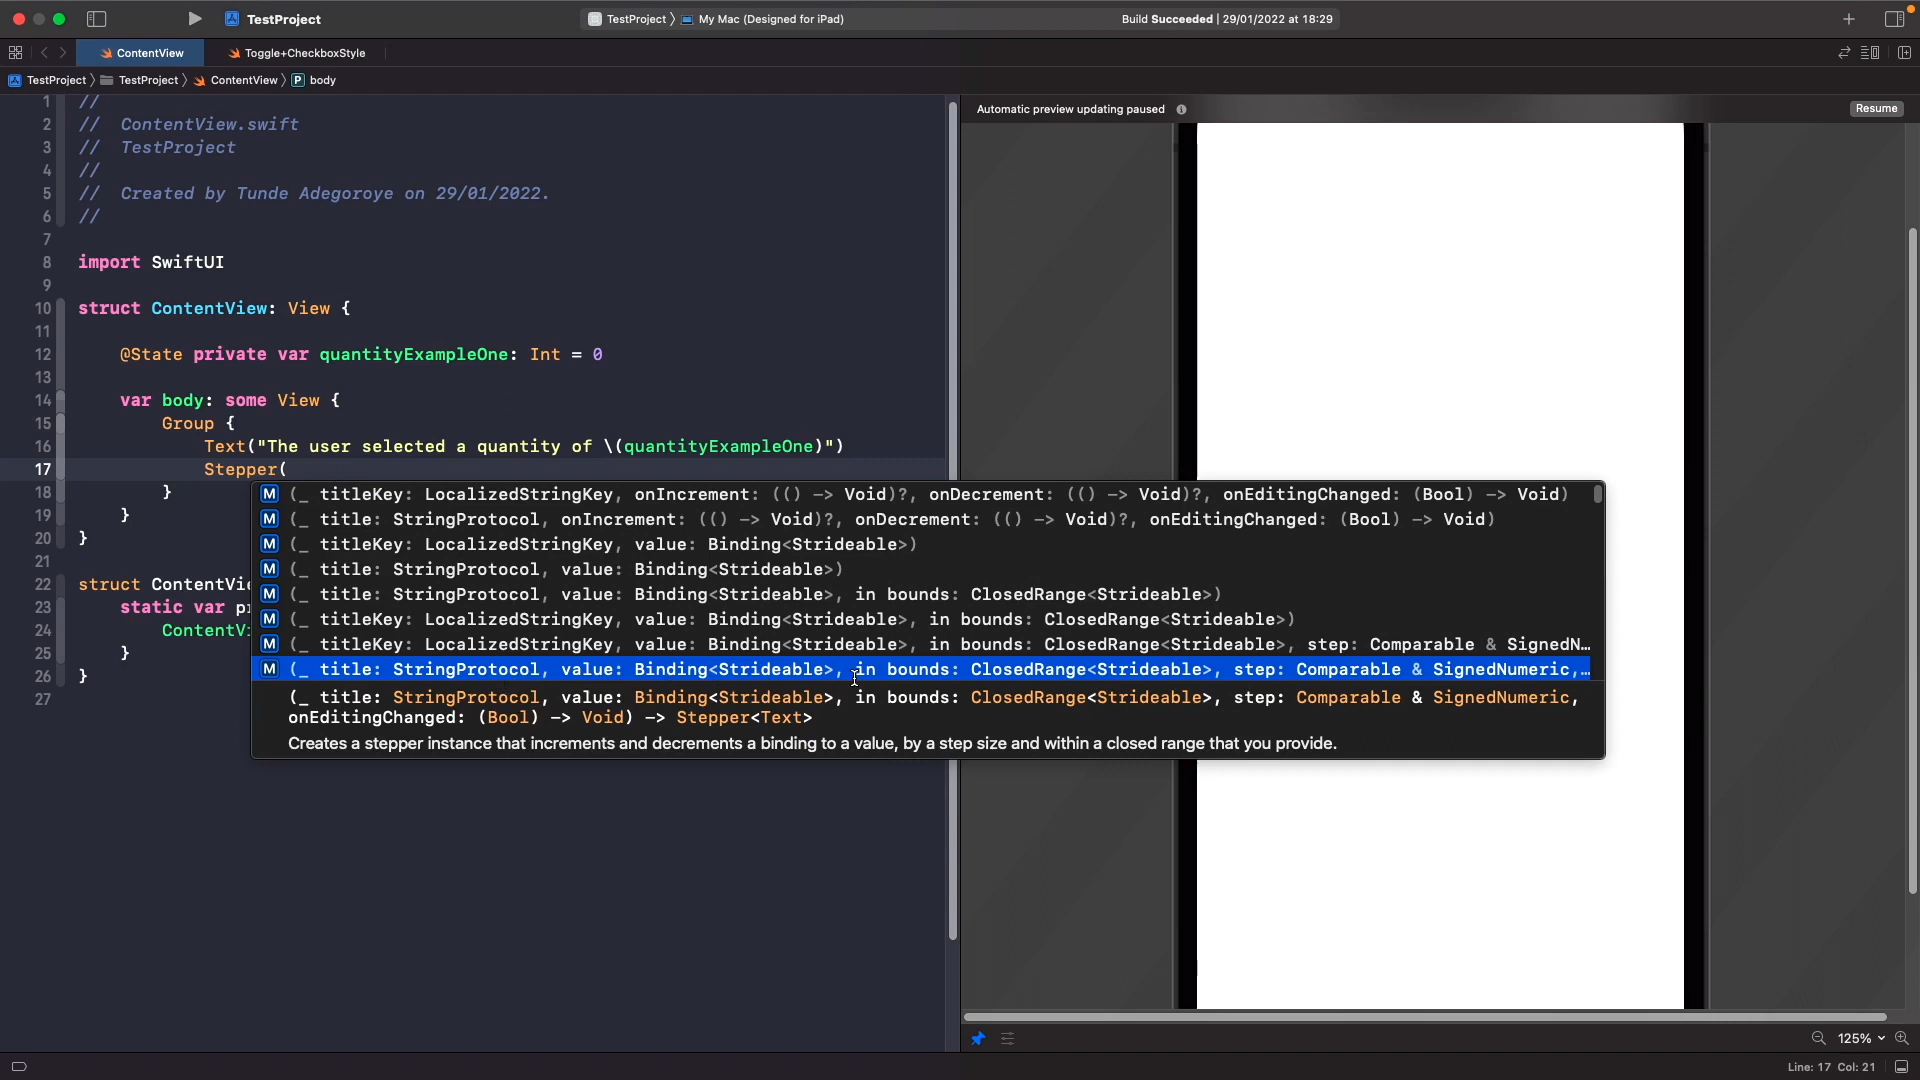 TestProject
TestProject 〉 My Mac (Designed for iPad)
Build Succeeded | 29/01/2022 at 18:29
ContentView
Toggle+CheckboxStyle
TestProject 〉 TestProject 〉 ContentView 〉 P body
Automatic preview updating paused
Resume
1 //
2 //  ContentView.swift
3 //  TestProject
4 //
5 //  Created by Tunde Adegoroye on 29/01/2022.
6 //
7
8 import SwiftUI
9
10 struct ContentView: View {
11
12 @State private var quantityExampleOne: Int = 0
13
14 var body: some View {
15 Group {
16 Text("The user selected a quantity of \(quantityExampleOne)")
17 Stepper(
18 }
19 }
20 }
21
22 struct ContentVie
23 static var p
24 ContentV
25 }
26 }
27
M (_ titleKey: LocalizedStringKey, onIncrement: (() -> Void)?, onDecrement: (() -> Void)?, onEditingChanged: (Bool) -> Void)
M (_ title: StringProtocol, onIncrement: (() -> Void)?, onDecrement: (() -> Void)?, onEditingChanged: (Bool) -> Void)
M (_ titleKey: LocalizedStringKey, value: Binding<Strideable>)
M (_ title: StringProtocol, value: Binding<Strideable>)
M (_ title: StringProtocol, value: Binding<Strideable>, in bounds: ClosedRange<Strideable>)
M (_ titleKey: LocalizedStringKey, value: Binding<Strideable>, in bounds: ClosedRange<Strideable>)
M (_ titleKey: LocalizedStringKey, value: Binding<Strideable>, in bounds: ClosedRange<Strideable>, step: Comparable & SignedN…
M (_ title: StringProtocol, value: Binding<Strideable>, in bounds: ClosedRange<Strideable>, step: Comparable & SignedNumeric,…
(_ title: StringProtocol, value: Binding<Strideable>, in bounds: ClosedRange<Strideable>, step: Comparable & SignedNumeric,
onEditingChanged: (Bool) -> Void) -> Stepper<Text>
Creates a stepper instance that increments and decrements a binding to a value, by a step size and within a closed range that you provide.
125%
Line: 17 Col: 21